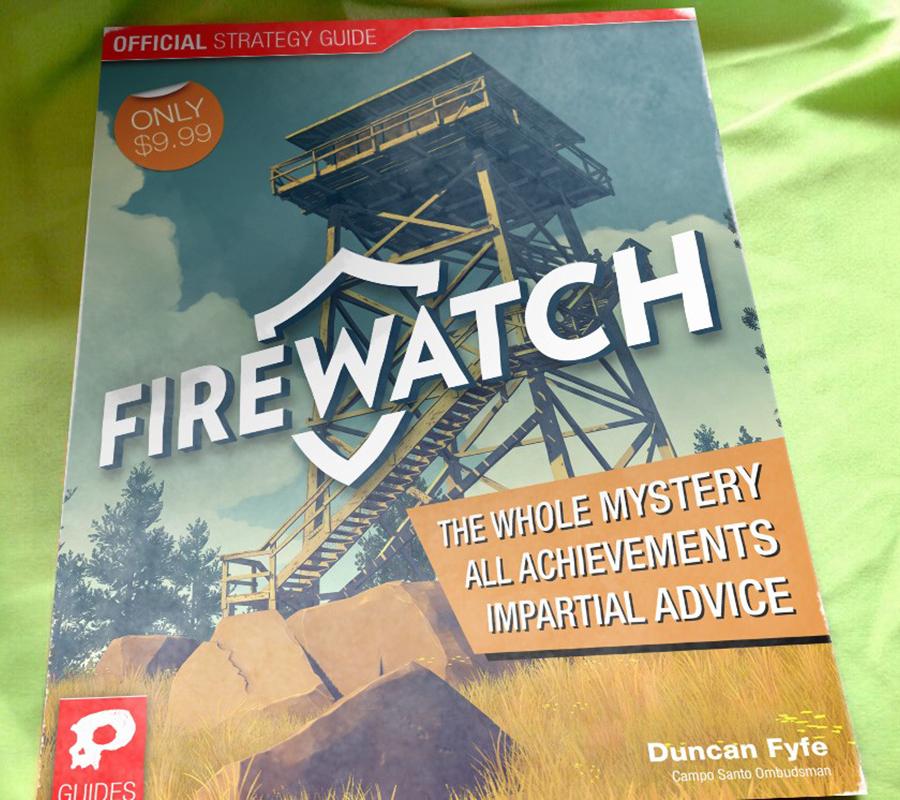 OFFICIAL STRATEGY GUIDE
ONLY
$9.99
FIREWATCH
THE WHOLE MYSTERY
ALL ACHIEVEMENTS
IMPARTIAL ADVICE
Duncan Fyfe
Campo Santo Ombudsman
GUIDES